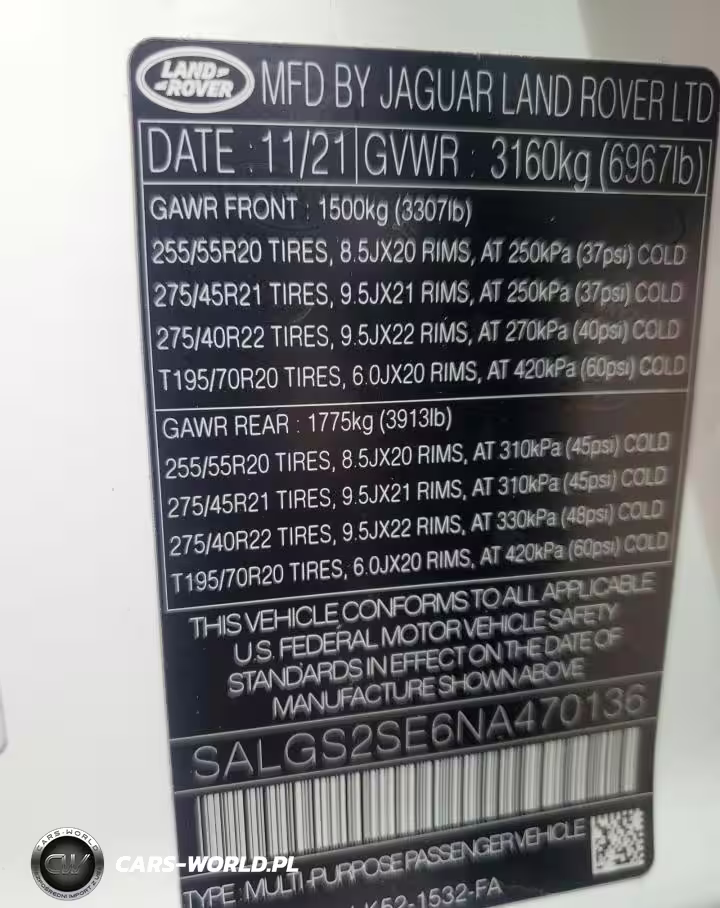 LAND ROVER MFD BY JAGUAR LAND ROVER LTD
DATE : 11/21 GVWR : 3160kg (6967lb)
GAWR FRONT : 1500kg (3307lb)
255/55R20 TIRES, 8.5JX20 RIMS, AT 250kPa (37psi) COLD
275/45R21 TIRES, 9.5JX21 RIMS, AT 250kPa (37psi) COLD
275/40R22 TIRES, 9.5JX22 RIMS, AT 270kPa (40psi) COLD
T195/70R20 TIRES, 6.0JX20 RIMS, AT 420kPa (60psi) COLD
GAWR REAR : 1775kg (3913lb)
255/55R20 TIRES, 8.5JX20 RIMS, AT 310kPa (45psi) COLD
275/45R21 TIRES, 9.5JX21 RIMS, AT 310kPa (45psi) COLD
275/40R22 TIRES, 9.5JX22 RIMS, AT 330kPa (48psi) COLD
T195/70R20 TIRES, 6.0JX20 RIMS, AT 420kPa (60psi) COLD
THIS VEHICLE CONFORMS TO ALL APPLICABLE
U.S. FEDERAL MOTOR VEHICLE SAFETY
STANDARDS IN EFFECT ON THE DATE OF
MANUFACTURE SHOWN ABOVE
SALGS2SE6NA470136
TYPE : MULTI-PURPOSE PASSENGER VEHICLE
K52-1532-FA
CARS-WORLD
CW
CARS-WORLD.PL